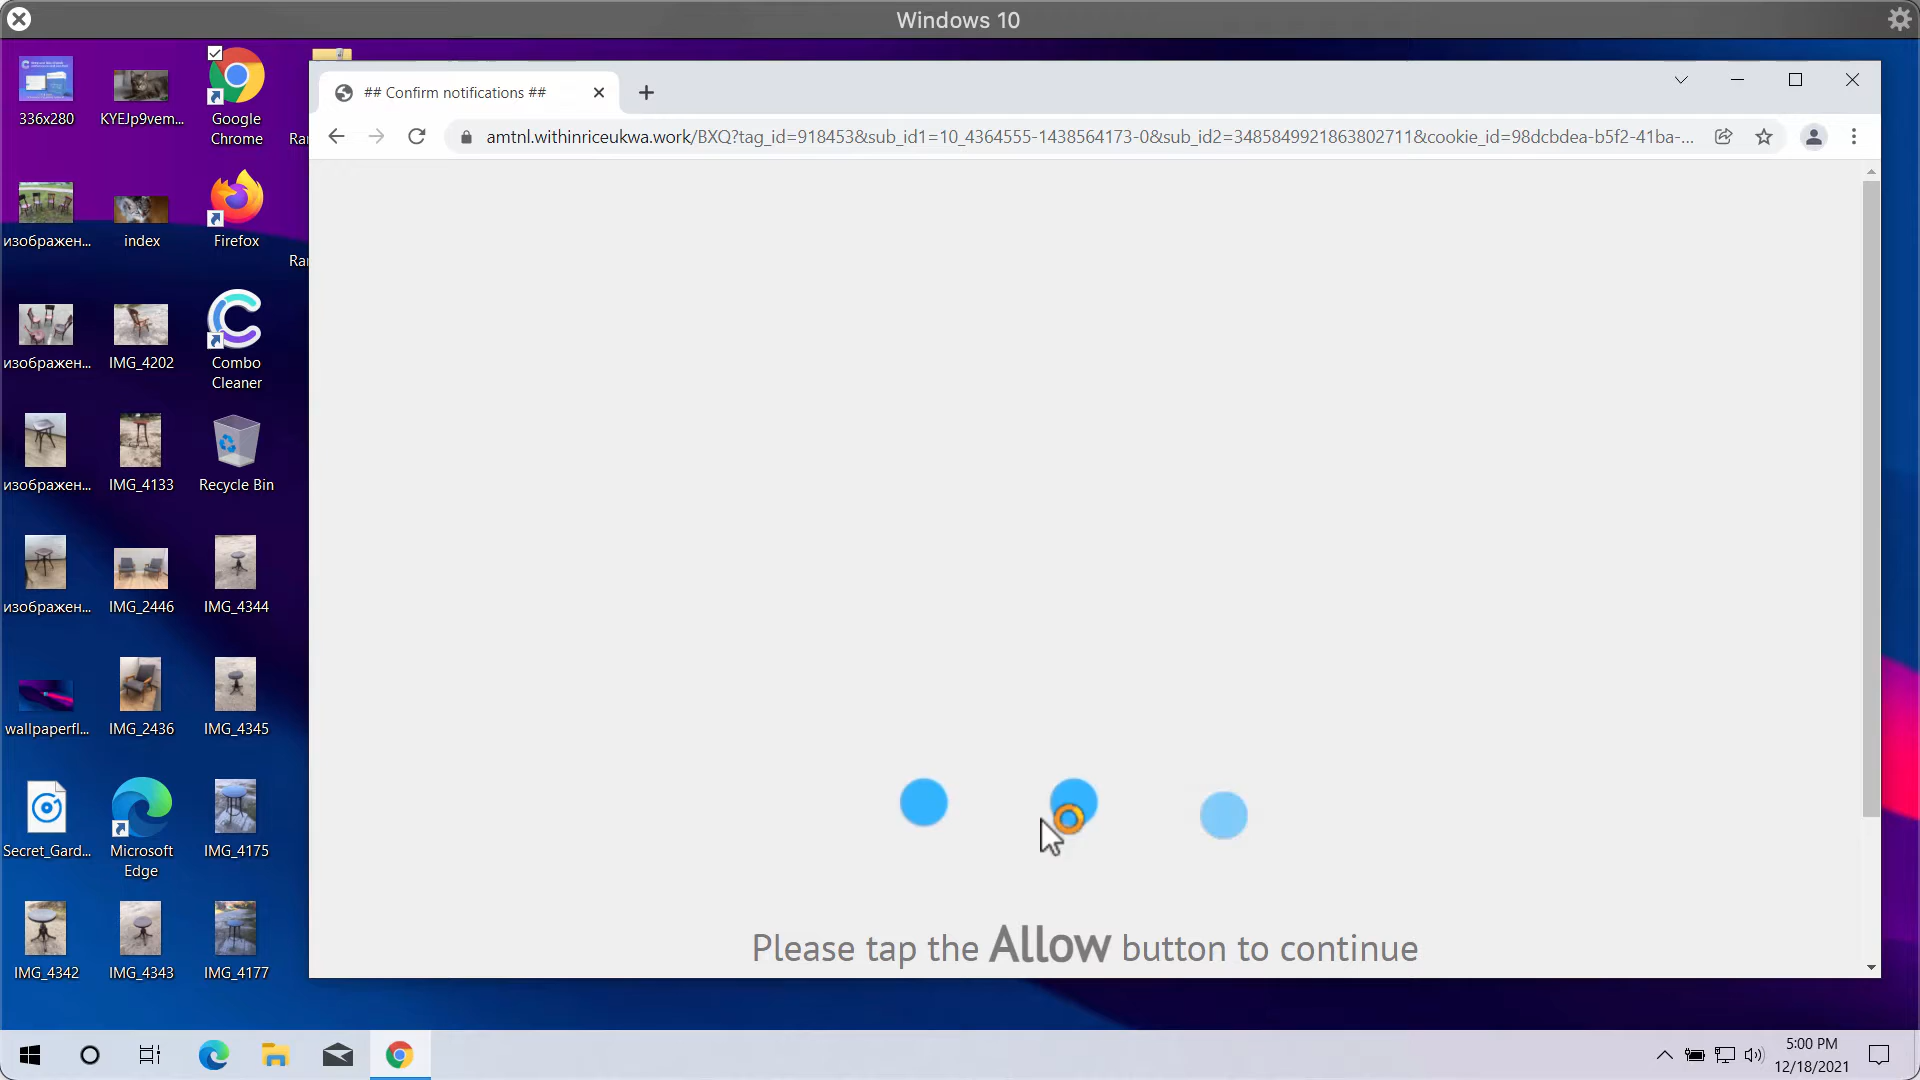 Windows 10
336x280
KYEJp9vem...
Google
Chrome
изображен...
index
Firefox
изображен...
IMG_4202
Combo
Cleaner
изображен...
IMG_4133
Recycle Bin
изображен...
IMG_2446
IMG_4344
wallpaperfl...
IMG_2436
IMG_4345
Secret_Gard...
Microsoft
Edge
IMG_4175
IMG_4342
IMG_4343
IMG_4177
Rar
Rar
## Confirm notifications ##
amtnl.withinriceukwa.work/BXQ?tag_id=918453&sub_id1=10_4364555-1438564173-0&sub_id2=3485849921863802711&cookie_id=98dcbdea-b5f2-41ba-...
Please tap the Allow button to continue
5:00 PM
12/18/2021